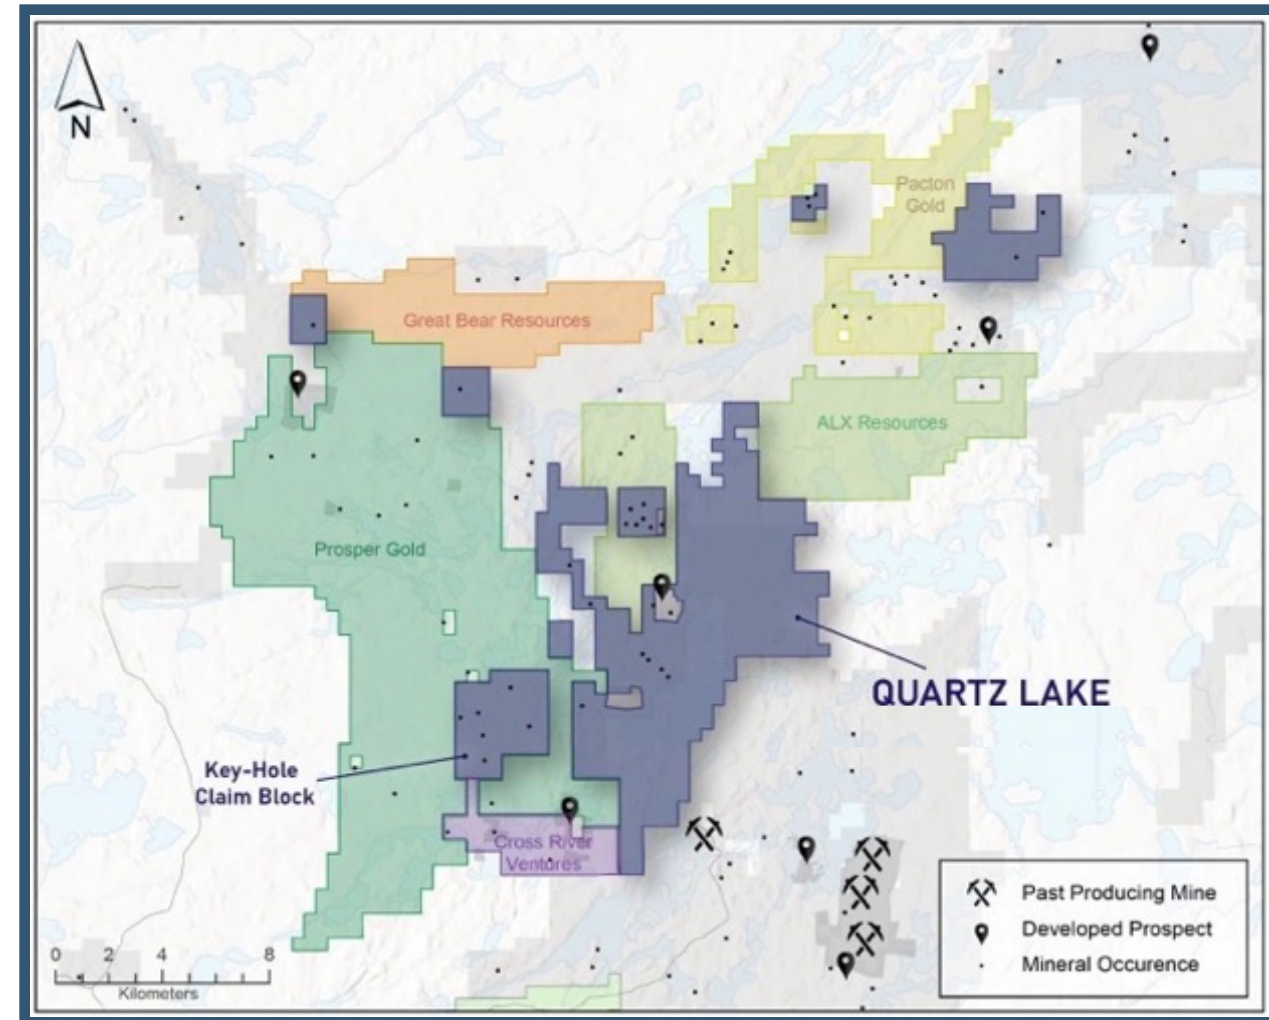 N
Pacton
Gold
Great Bear Resources
ALX Resources
Prosper Gold
QUARTZ LAKE
Key-Hole
Claim Block
Cross River
Ventures
Past Producing Mine
Developed Prospect
Mineral Occurence
0 2 4 8
Kilometers